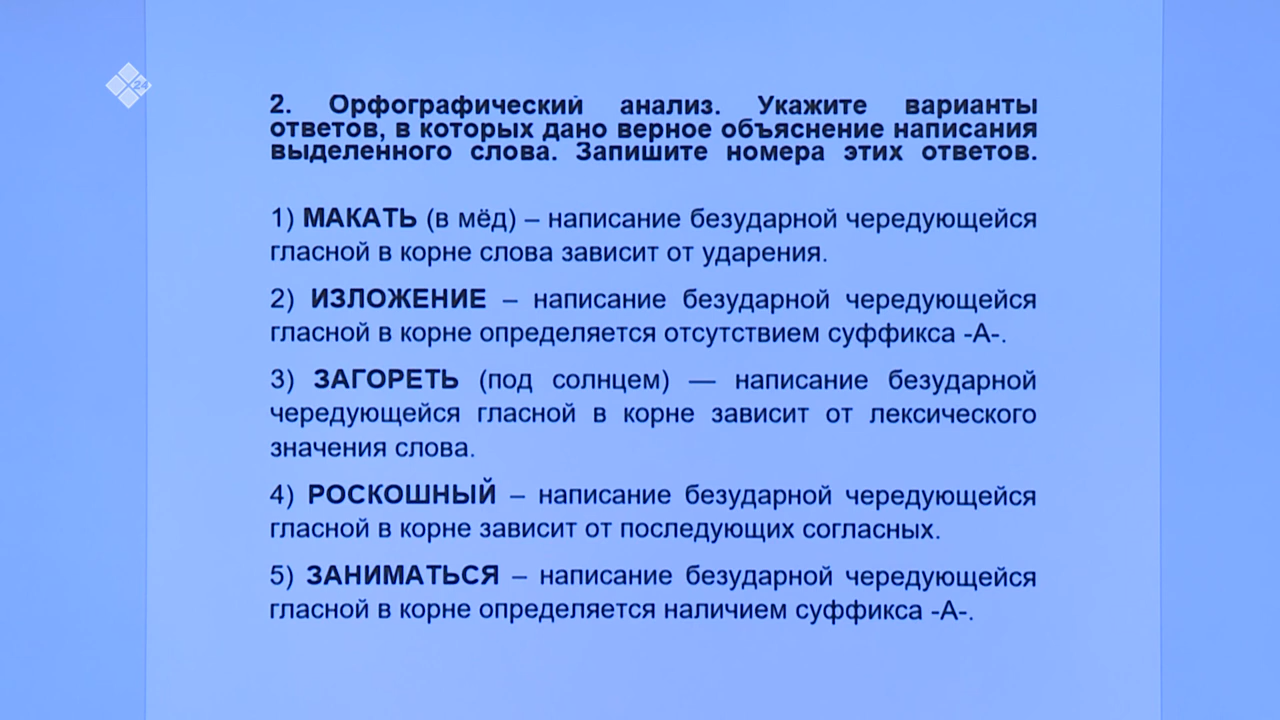 24
2. Орфографический анализ. Укажите варианты
ответов, в которых дано верное объяснение написания
выделенного слова. Запишите номера этих ответов.
1) МАКАТЬ (в мёд) – написание безударной чередующейся
гласной в корне слова зависит от ударения.
2) ИЗЛОЖЕНИЕ – написание безударной чередующейся
гласной в корне определяется отсутствием суффикса -А-.
3) ЗАГОРЕТЬ (под солнцем) — написание безударной
чередующейся гласной в корне зависит от лексического
значения слова.
4) РОСКОШНЫЙ – написание безударной чередующейся
гласной в корне зависит от последующих согласных.
5) ЗАНИМАТЬСЯ – написание безударной чередующейся
гласной в корне определяется наличием суффикса -А-.